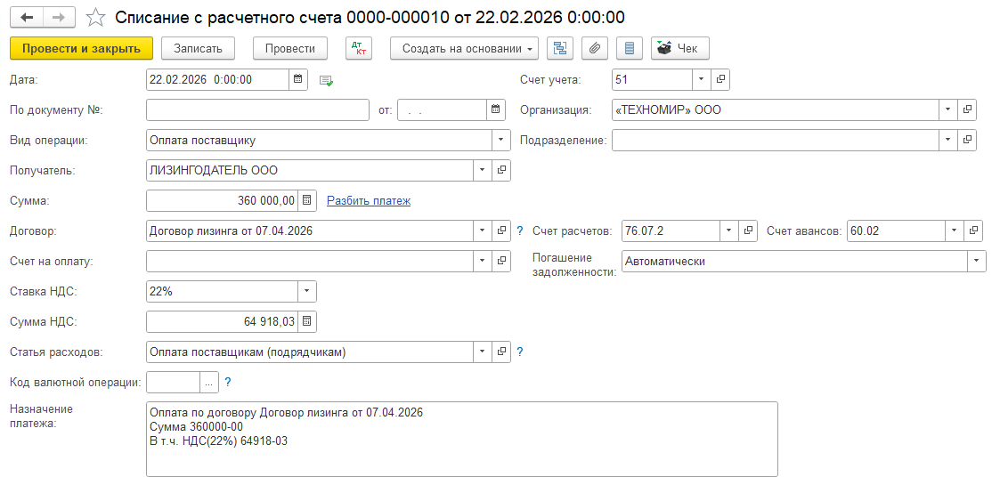 Списание с расчетного счета 0000-000010 от 22.02.2026 0:00:00
Провести и закрыть Записать Провести Дт Кт Создать на основании Чек
Дата: 22.02.2026 0:00:00 Счет учета: 51
По документу №: от: . . Организация: «ТЕХНОМИР» ООО
Вид операции: Оплата поставщику Подразделение:
Получатель: ЛИЗИНГОДАТЕЛЬ ООО
Сумма: 360 000,00 Разбить платеж
Договор: Договор лизинга от 07.04.2026 ? Счет расчетов: 76.07.2 Счет авансов: 60.02
Счет на оплату: Погашение задолженности: Автоматически
Ставка НДС: 22%
Сумма НДС: 64 918,03
Статья расходов: Оплата поставщикам (подрядчикам) ?
Код валютной операции: ... ?
Назначение платежа: Оплата по договору Договор лизинга от 07.04.2026
Сумма 360000-00
В т.ч. НДС(22%) 64918-03